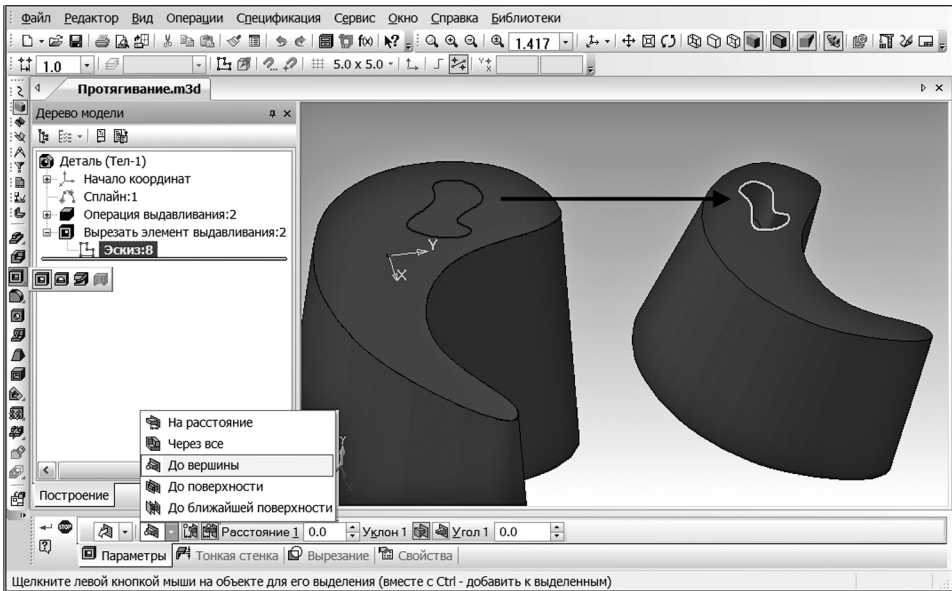 Файл Редактор Вид Операции Спецификация Сервис Окно Справка Библиотеки
f(x) 1.417
1.0 5.0 x 5.0
Протягивание.m3d
Дерево модели
Деталь (Тел-1)
Начало координат
Сплайн:1
Операция выдавливания:2
Вырезать элемент выдавливания:2
Эскиз:8
Y
X
На расстояние
Через все
До вершины
До поверхности
До ближайшей поверхности
Y
X
Построение
STOP Расстояние 1 0.0 Уклон 1 Угол 1 0.0
Параметры Тонкая стенка Вырезание Свойства
Щелкните левой кнопкой мыши на объекте для его выделения (вместе с Ctrl - добавить к выделенным)